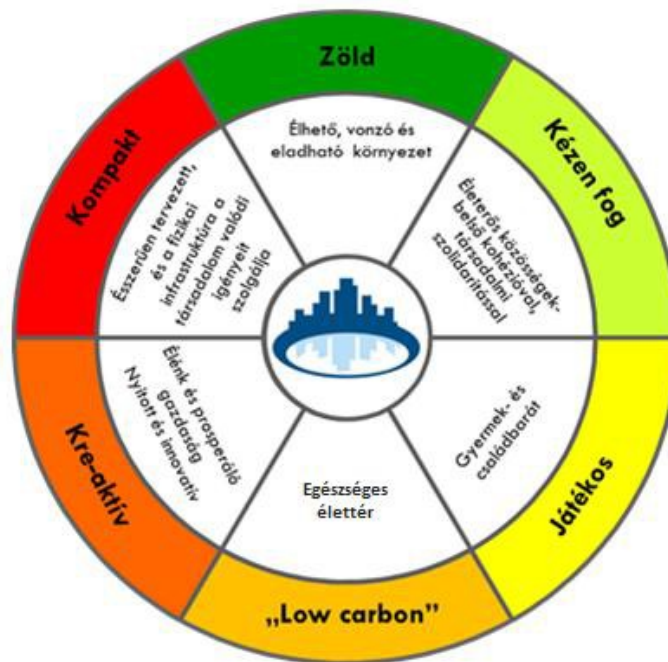 Zöld
Élhető, vonzó és
eladható környezet
Kézen fog
Életerős közösségek-
belső kohézióval,
társadalmi
szolidaritással
Játékos
Gyermek- és
családbarát
„Low carbon”
Egészséges
élettér
Kre-aktív
Élénk és prosperáló
gazdaság
Nyitott és innovatív
Kompakt
Ésszerűen tervezett,
és a fizikai
infrastruktúra a
társadalom valódi
igényeit
szolgálja